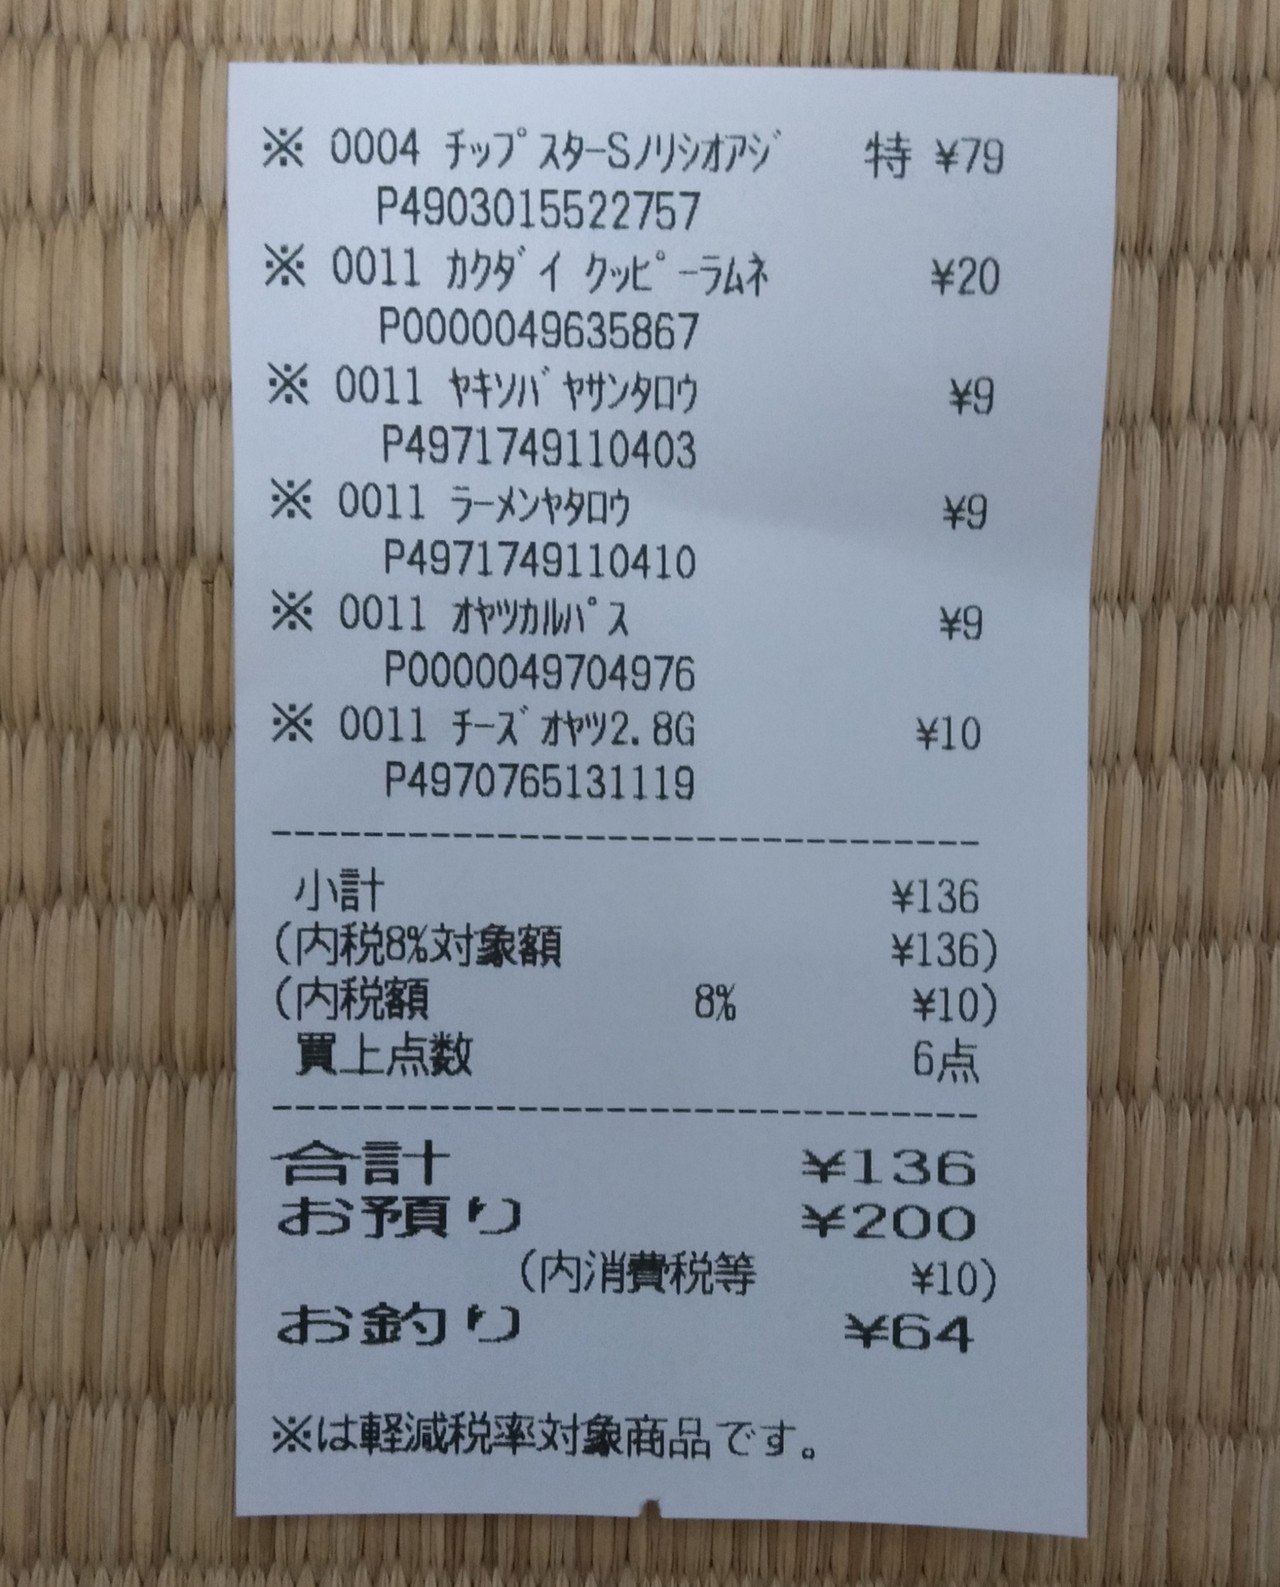 ※ 0004 ﾁｯﾌﾟｽﾀｰSﾉﾘｼｵｱｼﾞ 特 ¥79
P4903015522757
※ 0011 ｶｸﾀﾞｲ ｸｯﾋﾟｰﾗﾑﾈ ¥20
P0000049635867
※ 0011 ﾔｷｿﾊﾞﾔｻﾝﾀﾛｳ ¥9
P4971749110403
※ 0011 ﾗｰﾒﾝﾔﾀﾛｳ ¥9
P4971749110410
※ 0011 ｵﾔﾂｶﾙﾊﾟｽ ¥9
P0000049704976
※ 0011 ﾁｰｽﾞｵﾔﾂ2.8G ¥10
P4970765131119
--------------------------------
小計 ¥136
(内税8%対象額 ¥136)
(内税額 8% ¥10)
買上点数 6点
--------------------------------
合計 ¥136
お預り ¥200
(内消費税等 ¥10)
お釣り ¥64
※は軽減税率対象商品です。